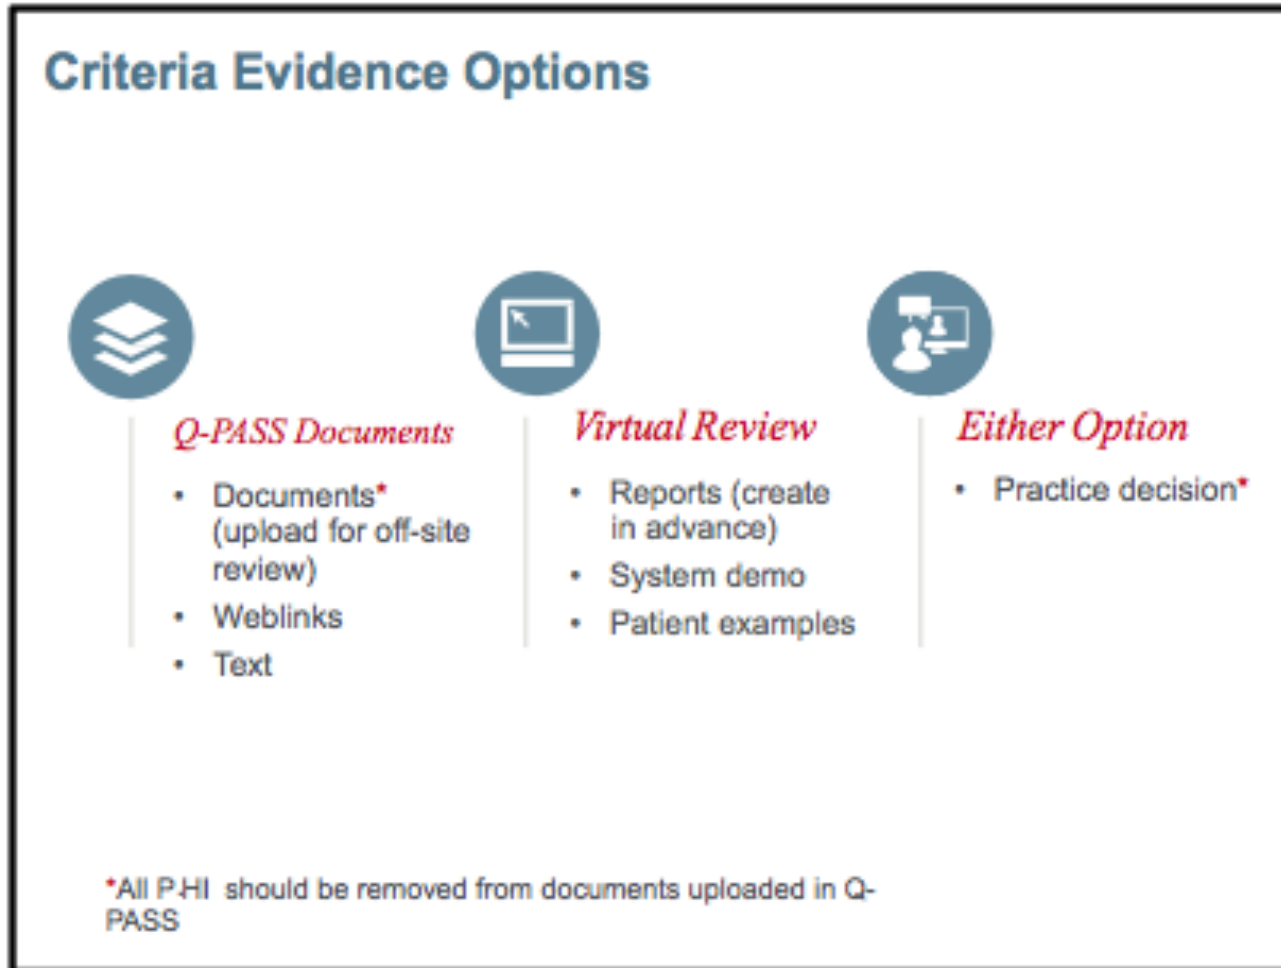 Criteria Evidence Options
Q-PASS Documents
• Documents*
(upload for off-site
review)
• Weblinks
• Text
Virtual Review
• Reports (create
in advance)
• System demo
• Patient examples
Either Option
• Practice decision*
*All P.HI should be removed from documents uploaded in Q-
PASS